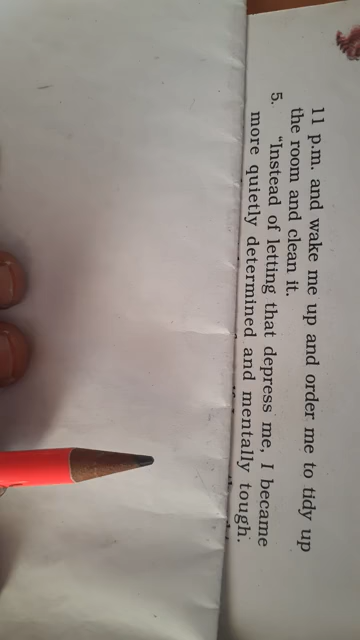 11 p.m. and wake me up and order me to tidy up
the room and clean it.
5. "Instead of letting that depress me, I became
more quietly determined and mentally tough.